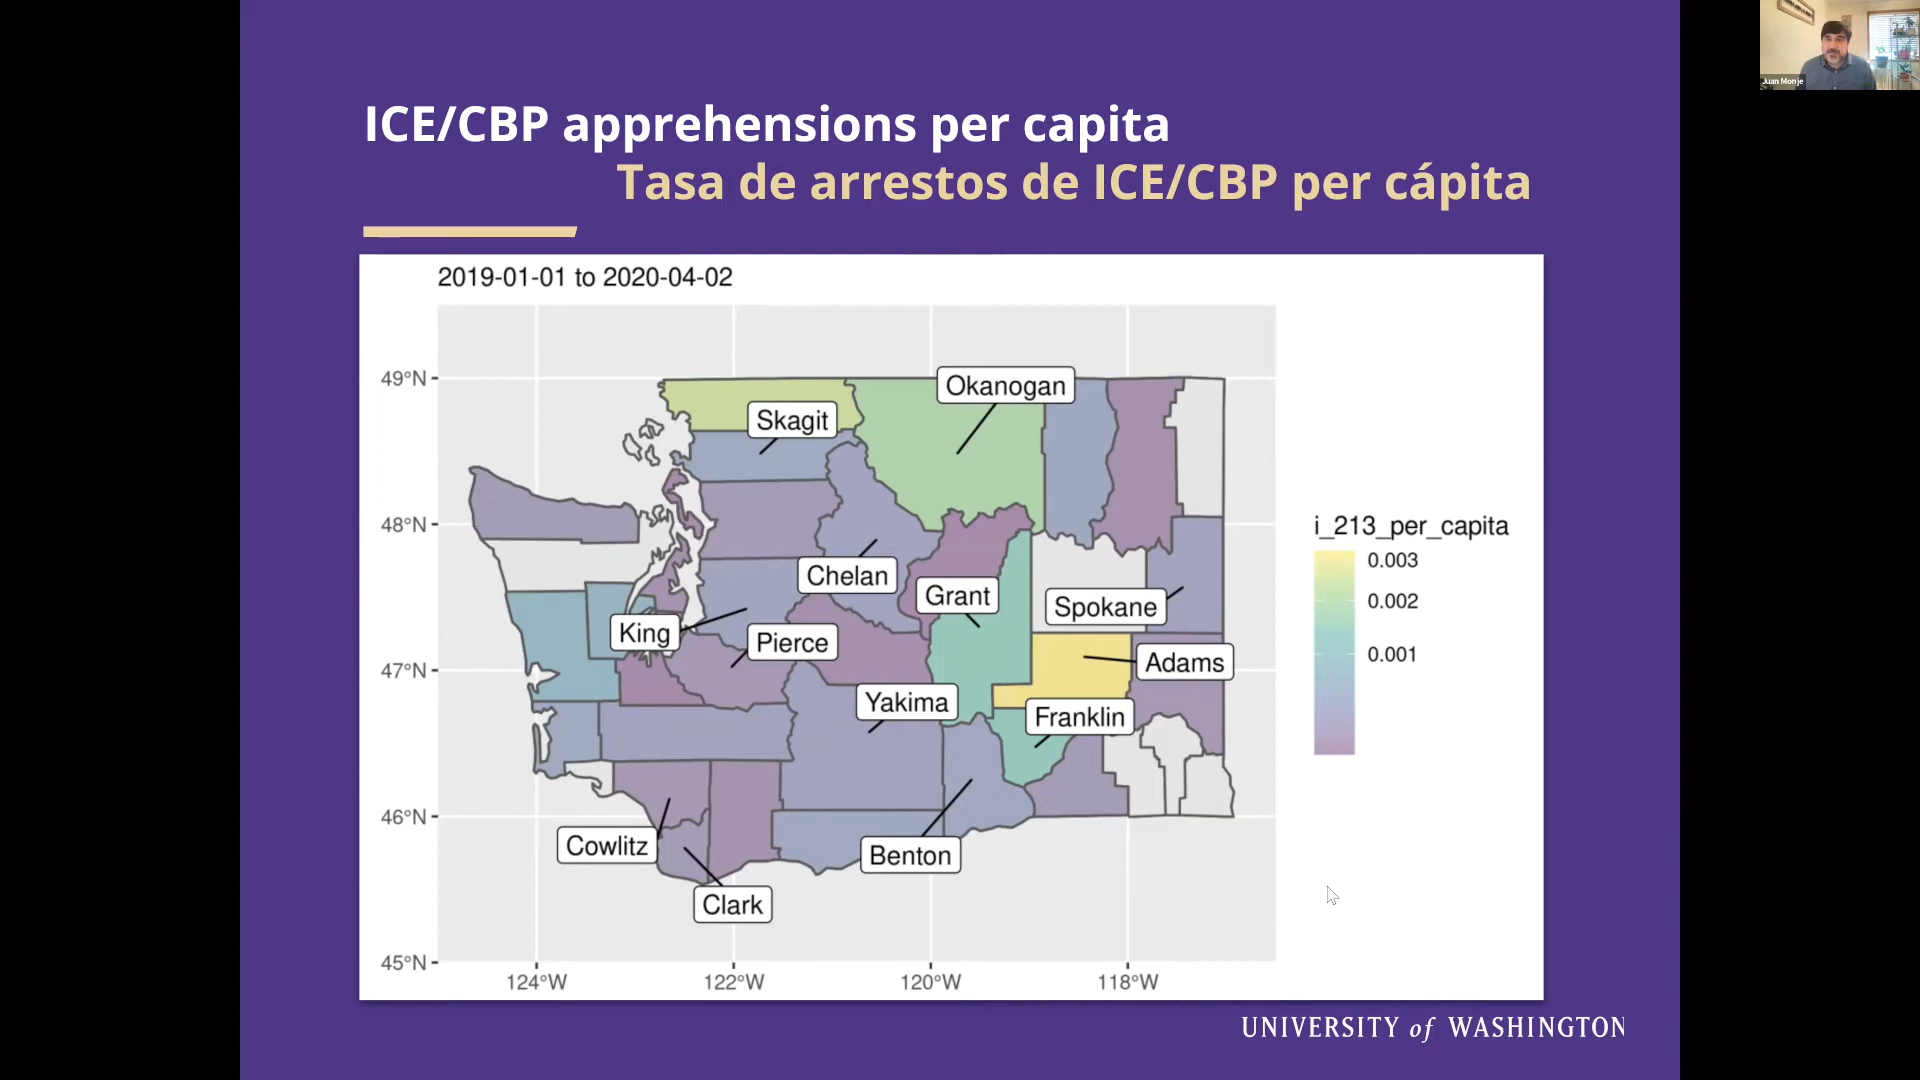 ICE/CBP apprehensions per capita
Tasa de arrestos de ICE/CBP per cápita
Juan Monje
2019-01-01 to 2020-04-02
49°N
48°N
47°N
46°N
45°N
124°W
122°W
120°W
118°W
Okanogan
Skagit
Chelan
Grant
Spokane
King
Pierce
Adams
Yakima
Franklin
Cowlitz
Benton
Clark
i_213_per_capita
0.003
0.002
0.001
UNIVERSITY of WASHINGTON